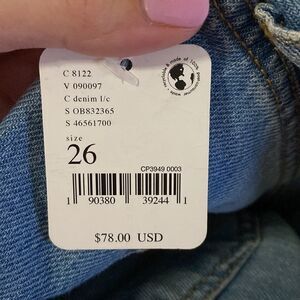 C 8122
V 090097
C denim l/c
S OB832365
S 46561700
size
26
CP3949 0003
1 90380 39244 1
$78.00 USD